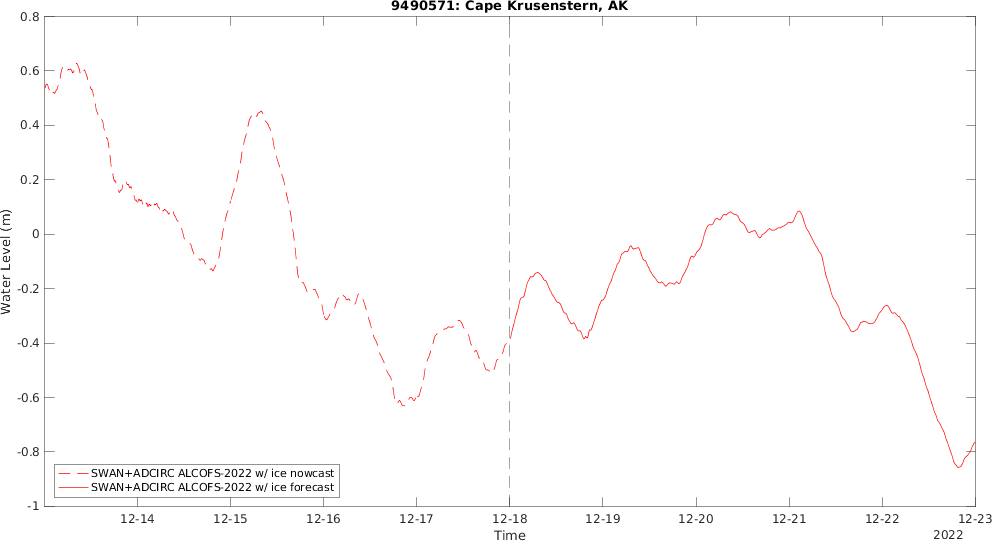 9490571: Cape Krusenstern, AK
0.8
0.6
0.4
0.2
0
-0.2
-0.4
-0.6
-0.8
-1
Water Level (m)
SWAN+ADCIRC ALCOFS-2022 w/ ice nowcast
SWAN+ADCIRC ALCOFS-2022 w/ ice forecast
12-14 12-15 12-16 12-17 12-18 12-19 12-20 12-21 12-22 12-23
Time
2022